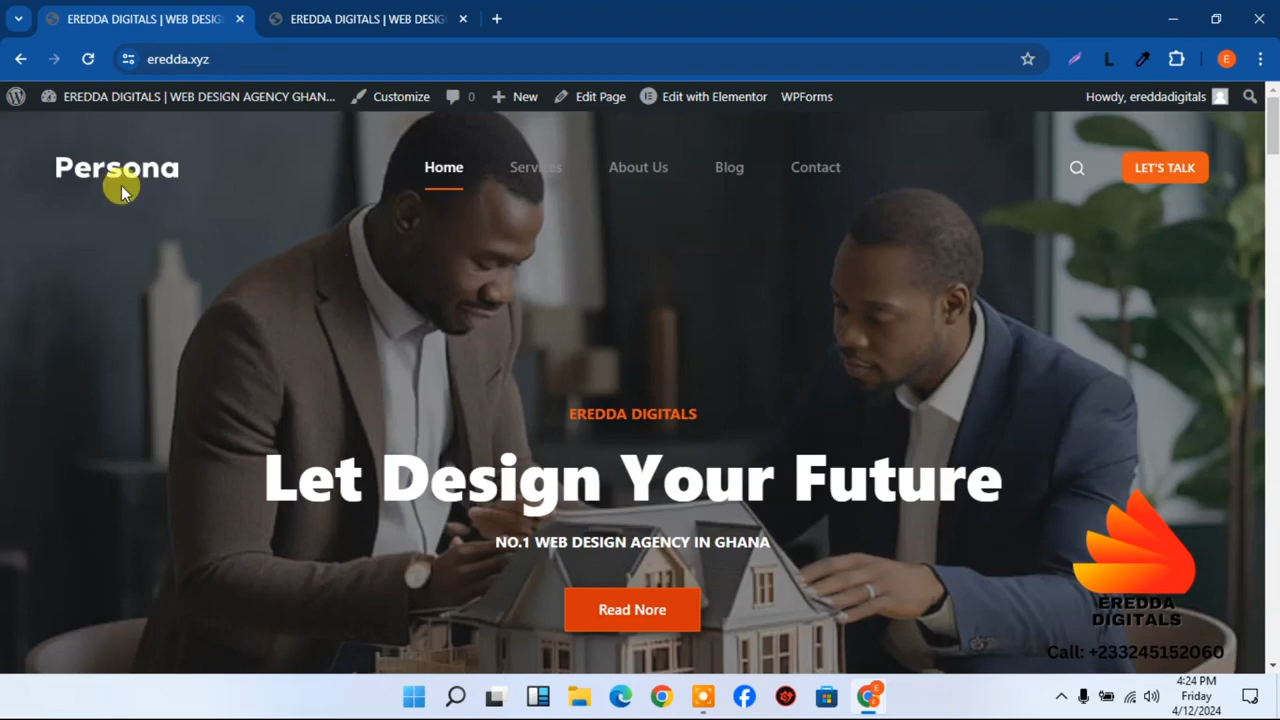 EREDDA DIGITALS | WEB DESIG
EREDDA DIGITALS | WEB DESIG
eredda.xyz
L
E
EREDDA DIGITALS | WEB DESIGN AGENCY GHAN...
Customize
0
New
Edit Page
Edit with Elementor
WPForms
Howdy, ereddadigitals
Persona
Home
Services
About Us
Blog
Contact
LET'S TALK
EREDDA DIGITALS
Let Design Your Future
NO.1 WEB DESIGN AGENCY IN GHANA
Read Nore
EREDDA
DIGITALS
Call: +233245152060
E
4:24 PM
Friday
4/12/2024